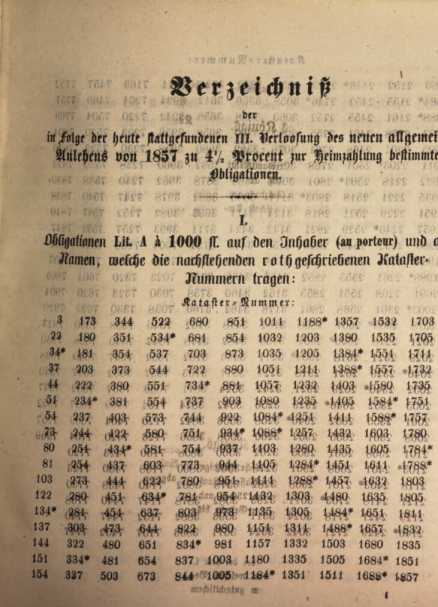 Verzeichniß
der
in Folge der heute stattgefundenen III. Verloosung des neuen allgemei
Anlehens von 1857 zu 4½ Procent zur Heimzahlung bestimmte
Obligationen.
I.
Obligationen Lit. A à 1000 fl. auf den Inhaber (au porteur) und a
Namen, welche die nachstehenden roth geschriebenen Kataster-
Nummern tragen:
Kataster-Nummer:
3 173 344 522 680 851 1011 1188* 1357 1532 1703
22 180 351 534* 681 854 1032 1203 1380 1535 1705
34* 181 354 537 703 873 1035 1205 1384* 1551 1711
37 203 373 544 722 880 1051 1211 1388* 1557 1732
44 222 380 551 734* 881 1057 1232 1403 1580 1735
51 234* 381 554 737 903 1080 1235 1405 1584* 1751
54 237 403 573 744 922 1084* 1251 1411 1588* 1757
73 244 422 580 751 934* 1088* 1257 1432 1603 1780
80 251 434* 581 754 937 1103 1280 1435 1605 1784*
81 254 437 603 773 944 1105 1284* 1451 1611 1788*
103 273 444 622 780 951 1111 1288* 1457 1632 1803
122 280 451 634* 781 954 1132 1303 1480 1635 1805
134* 281 454 637 803 973 1135 1305 1484* 1651 1811
137 303 473 644 822 980 1151 1311 1488* 1657 1832
144 322 480 651 834* 981 1157 1332 1503 1680 1835
151 334* 481 654 837 1003 1180 1335 1505 1684* 1851
154 337 503 673 844 1005 1184* 1351 1511 1688* 1857
1